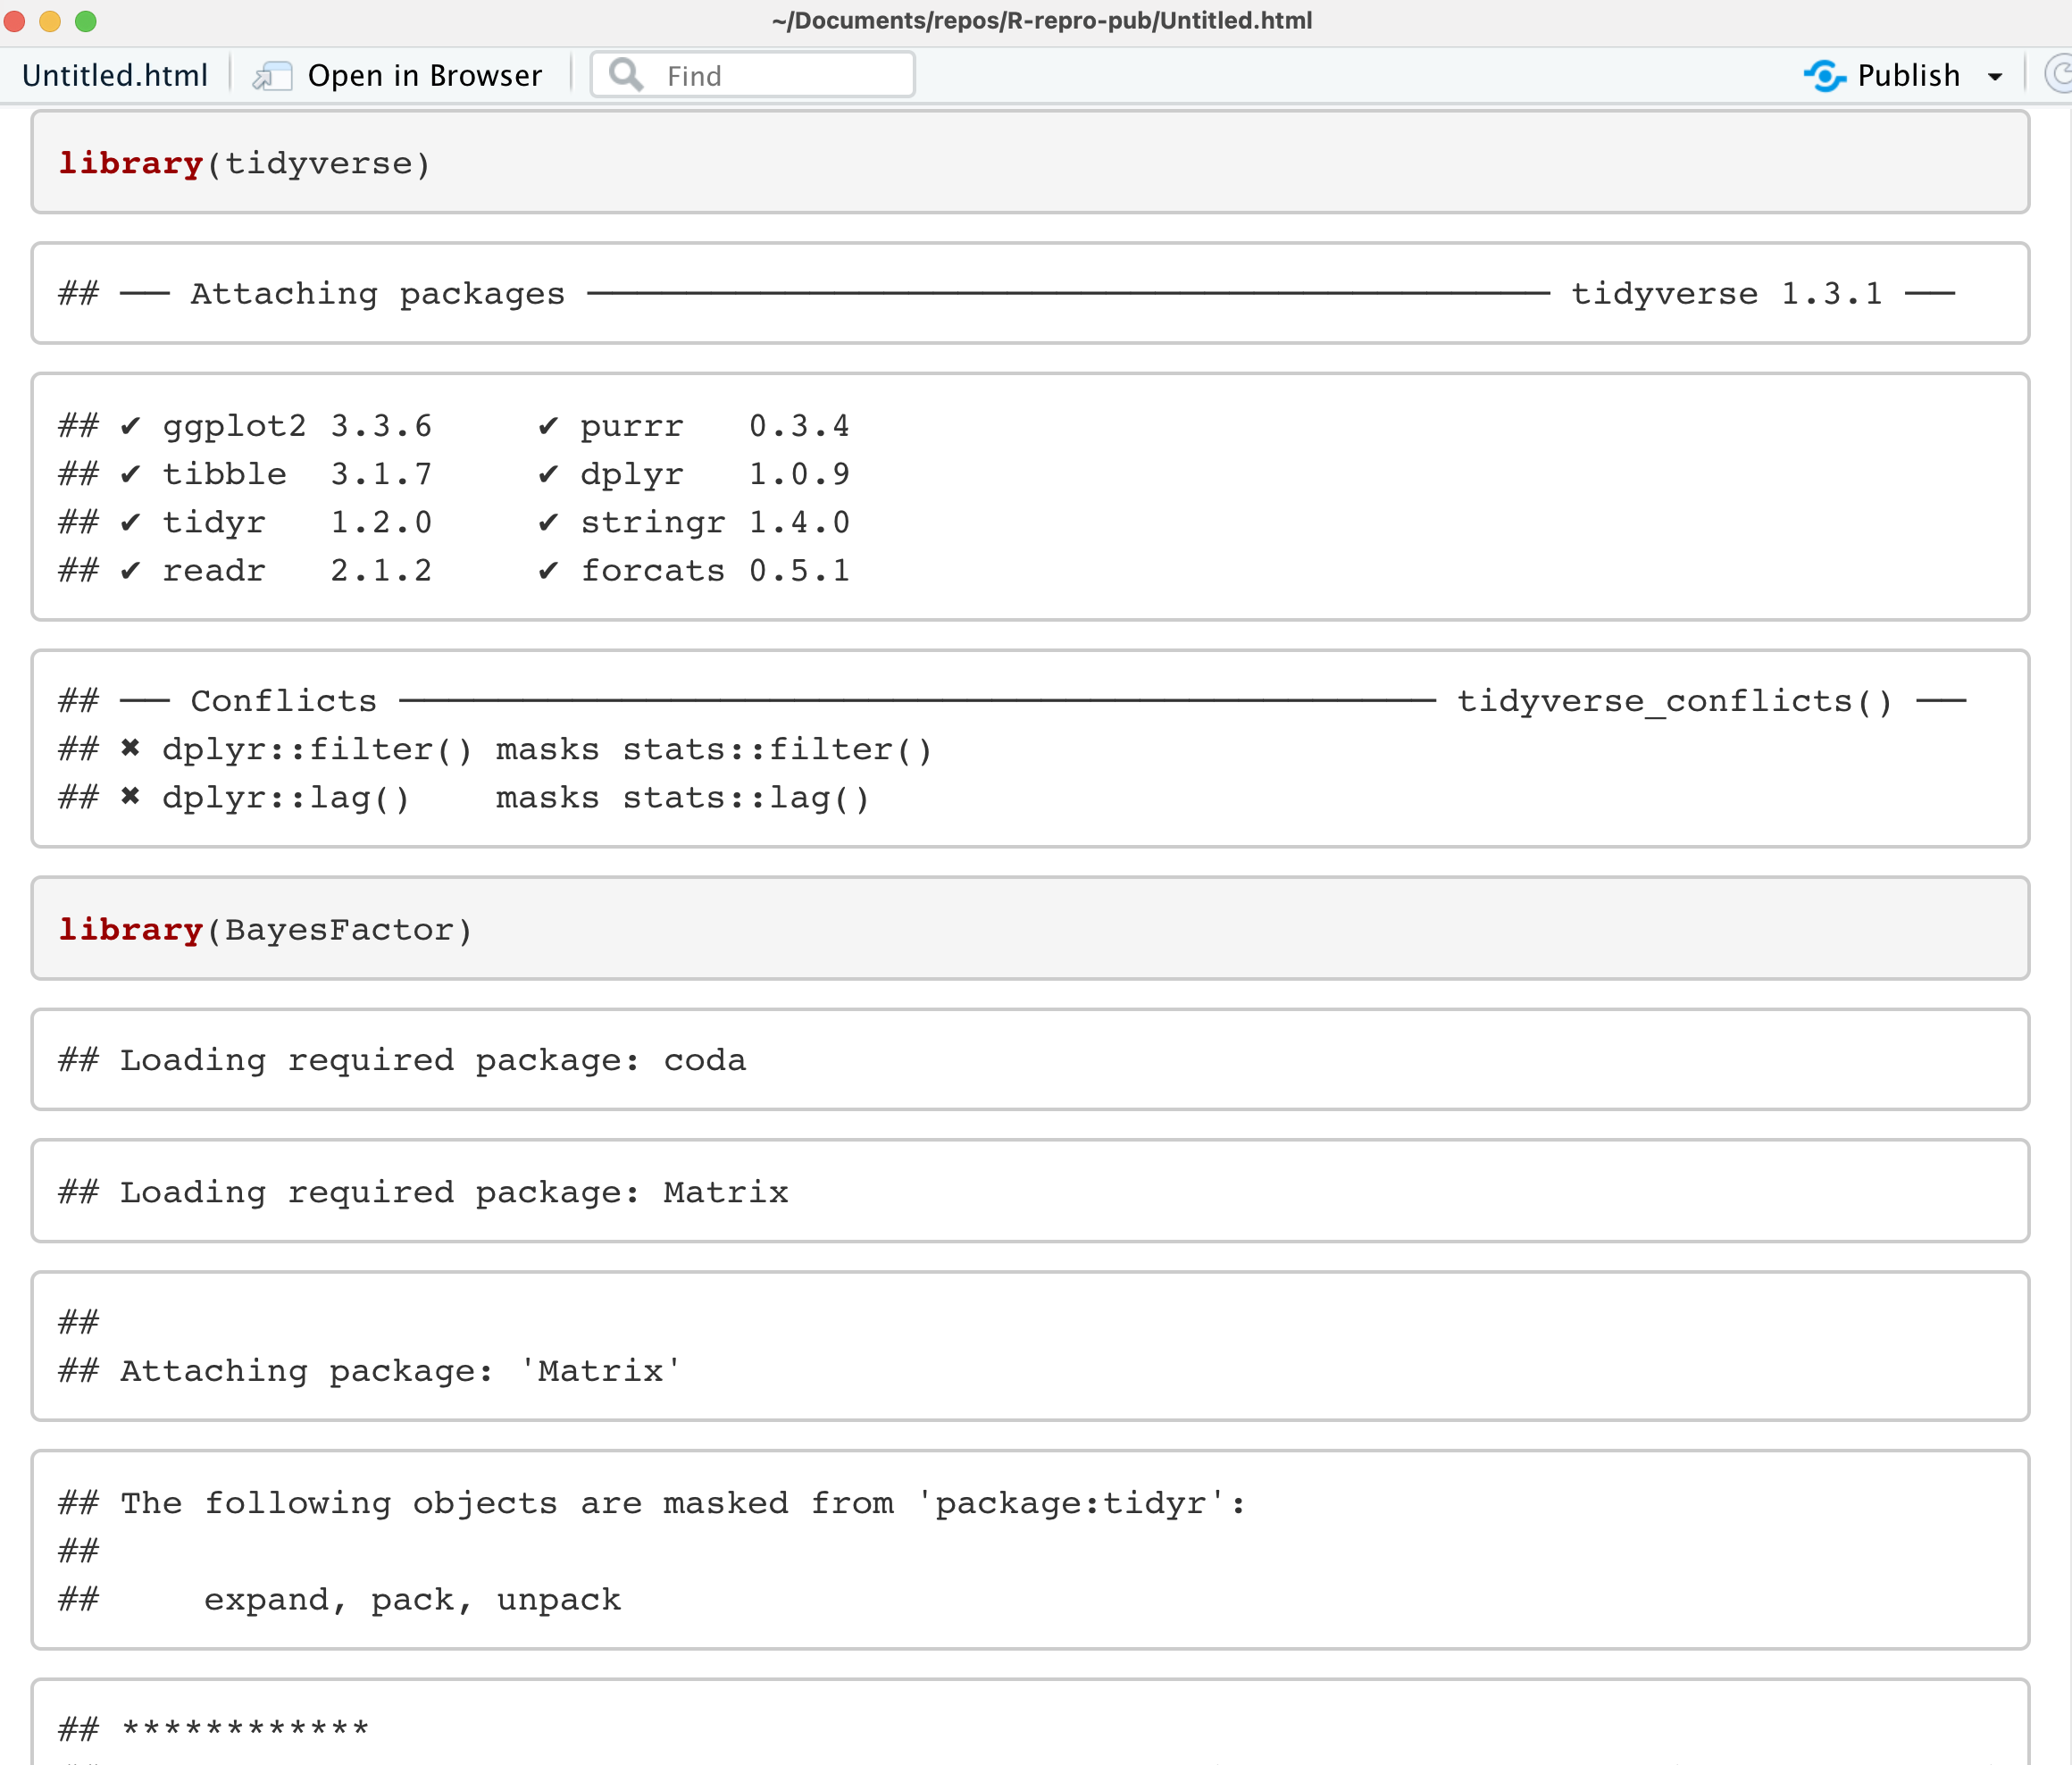 ~/Documents/repos/R-repro-pub/Untitled.html
Untitled.html Open in Browser Find Publish
library(tidyverse)
## ── Attaching packages ─────────────────────────────────────────────── tidyverse 1.3.1 ──
## ✔ ggplot2 3.3.6     ✔ purrr   0.3.4
## ✔ tibble  3.1.7     ✔ dplyr   1.0.9
## ✔ tidyr   1.2.0     ✔ stringr 1.4.0
## ✔ readr   2.1.2     ✔ forcats 0.5.1
## ── Conflicts ────────────────────────────────────────────────── tidyverse_conflicts() ──
## ✖ dplyr::filter() masks stats::filter()
## ✖ dplyr::lag()    masks stats::lag()
library(BayesFactor)
## Loading required package: coda
## Loading required package: Matrix
##
## Attaching package: 'Matrix'
## The following objects are masked from 'package:tidyr':
##
##     expand, pack, unpack
## ************